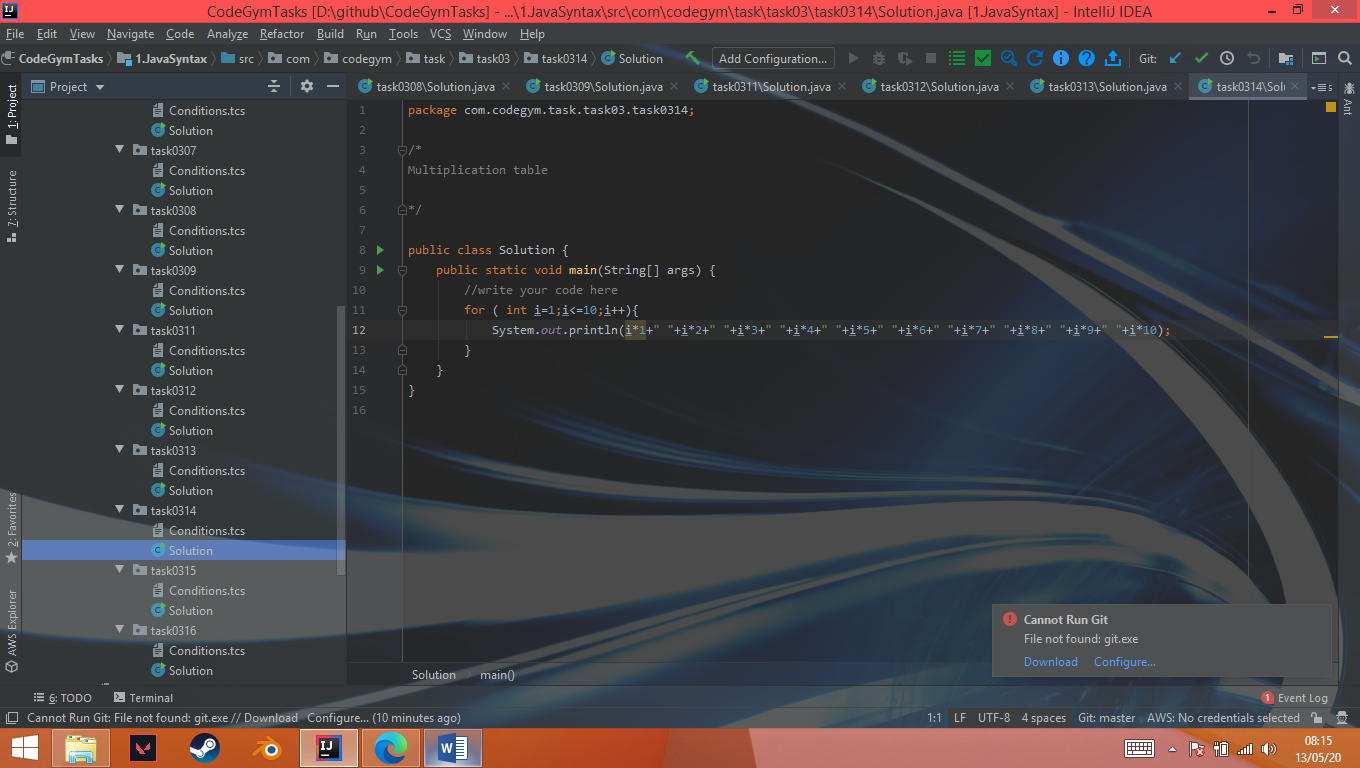 CodeGymTasks [D:\github\CodeGymTasks] - ...\1.JavaSyntax\src\com\codegym\task\task03\task0314\Solution.java [1.JavaSyntax] - IntelliJ IDEA
File Edit View Navigate Code Analyze Refactor Build Run Tools VCS Window Help
CodeGymTasks 1.JavaSyntax src com codegym task task03 task0314 Solution Add Configuration... Git:
Project
task0308\Solution.java task0309\Solution.java task0311\Solution.java task0312\Solution.java task0313\Solution.java task0314\Solu
1: Project
7: Structure
2: Favorites
AWS Explorer
Ant
Conditions.tcs
Solution
task0307
Conditions.tcs
Solution
task0308
Conditions.tcs
Solution
task0309
Conditions.tcs
Solution
task0311
Conditions.tcs
Solution
task0312
Conditions.tcs
Solution
task0313
Conditions.tcs
Solution
task0314
Conditions.tcs
Solution
task0315
Conditions.tcs
Solution
task0316
Conditions.tcs
Solution
1 package com.codegym.task.task03.task0314;
2
3 /*
4 Multiplication table
5
6 */
7
8 public class Solution {
9 public static void main(String[] args) {
10 //write your code here
11 for ( int i=1;i<=10;i++){
12 System.out.println(i*1+" "+i*2+" "+i*3+" "+i*4+" "+i*5+" "+i*6+" "+i*7+" "+i*8+" "+i*9+" "+i*10);
13 }
14 }
15 }
16
Cannot Run Git
File not found: git.exe
Download Configure...
Solution main()
6: TODO Terminal 1 Event Log
Cannot Run Git: File not found: git.exe // Download Configure... (10 minutes ago) 1:1 LF UTF-8 4 spaces Git: master AWS: No credentials selected
08:15
13/05/20